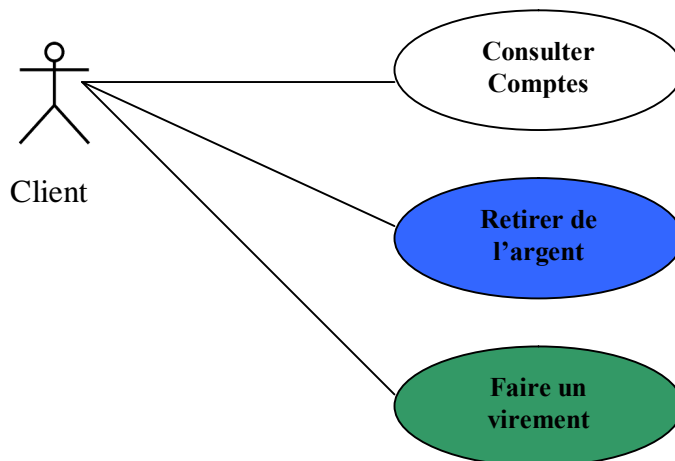 Consulter
Comptes
Client
Retirer de
l’argent
Faire un
virement